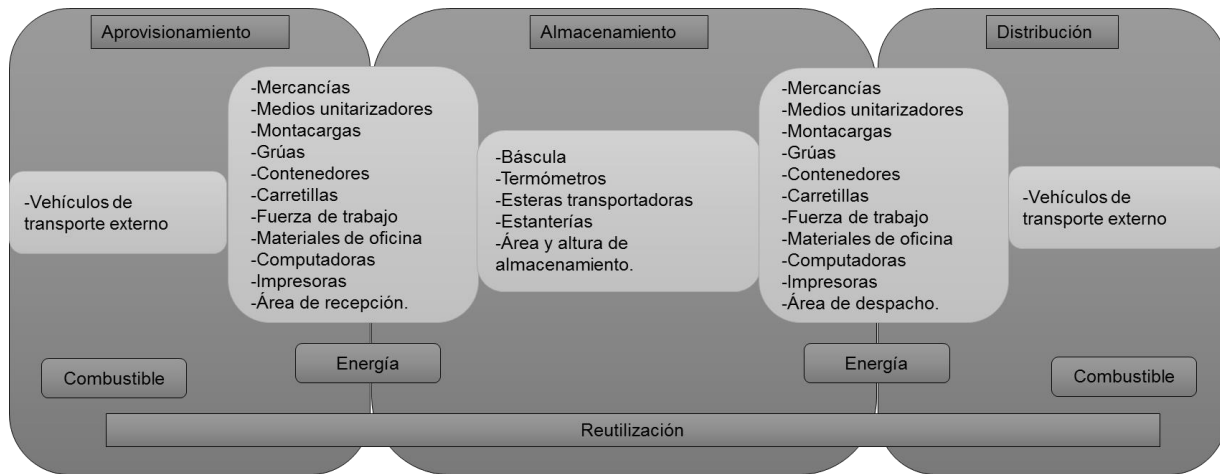 Aprovisionamiento
Almacenamiento
Distribución
-Vehículos de
transporte externo
-Mercancías
-Medios unitarizadores
-Montacargas
-Grúas
-Contenedores
-Carretillas
-Fuerza de trabajo
-Materiales de oficina
-Computadoras
-Impresoras
-Área de recepción.
-Báscula
-Termómetros
-Esteras transportadoras
-Estanterías
-Área y altura de
almacenamiento.
-Mercancías
-Medios unitarizadores
-Montacargas
-Grúas
-Contenedores
-Carretillas
-Fuerza de trabajo
-Materiales de oficina
-Computadoras
-Impresoras
-Área de despacho.
-Vehículos de
transporte externo
Combustible
Energía
Energía
Combustible
Reutilización